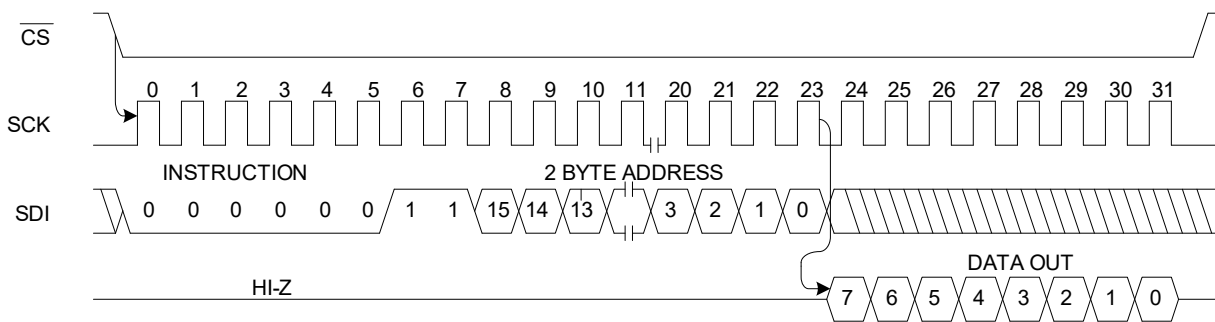 CS
0 1 2 3 4 5 6 7 8 9 10 11 20 21 22 23 24 25 26 27 28 29 30 31
SCK
INSTRUCTION 2 BYTE ADDRESS
SDI 0 0 0 0 0 0 1 1 15 14 13 3 2 1 0
DATA OUT
HI-Z
7 6 5 4 3 2 1 0